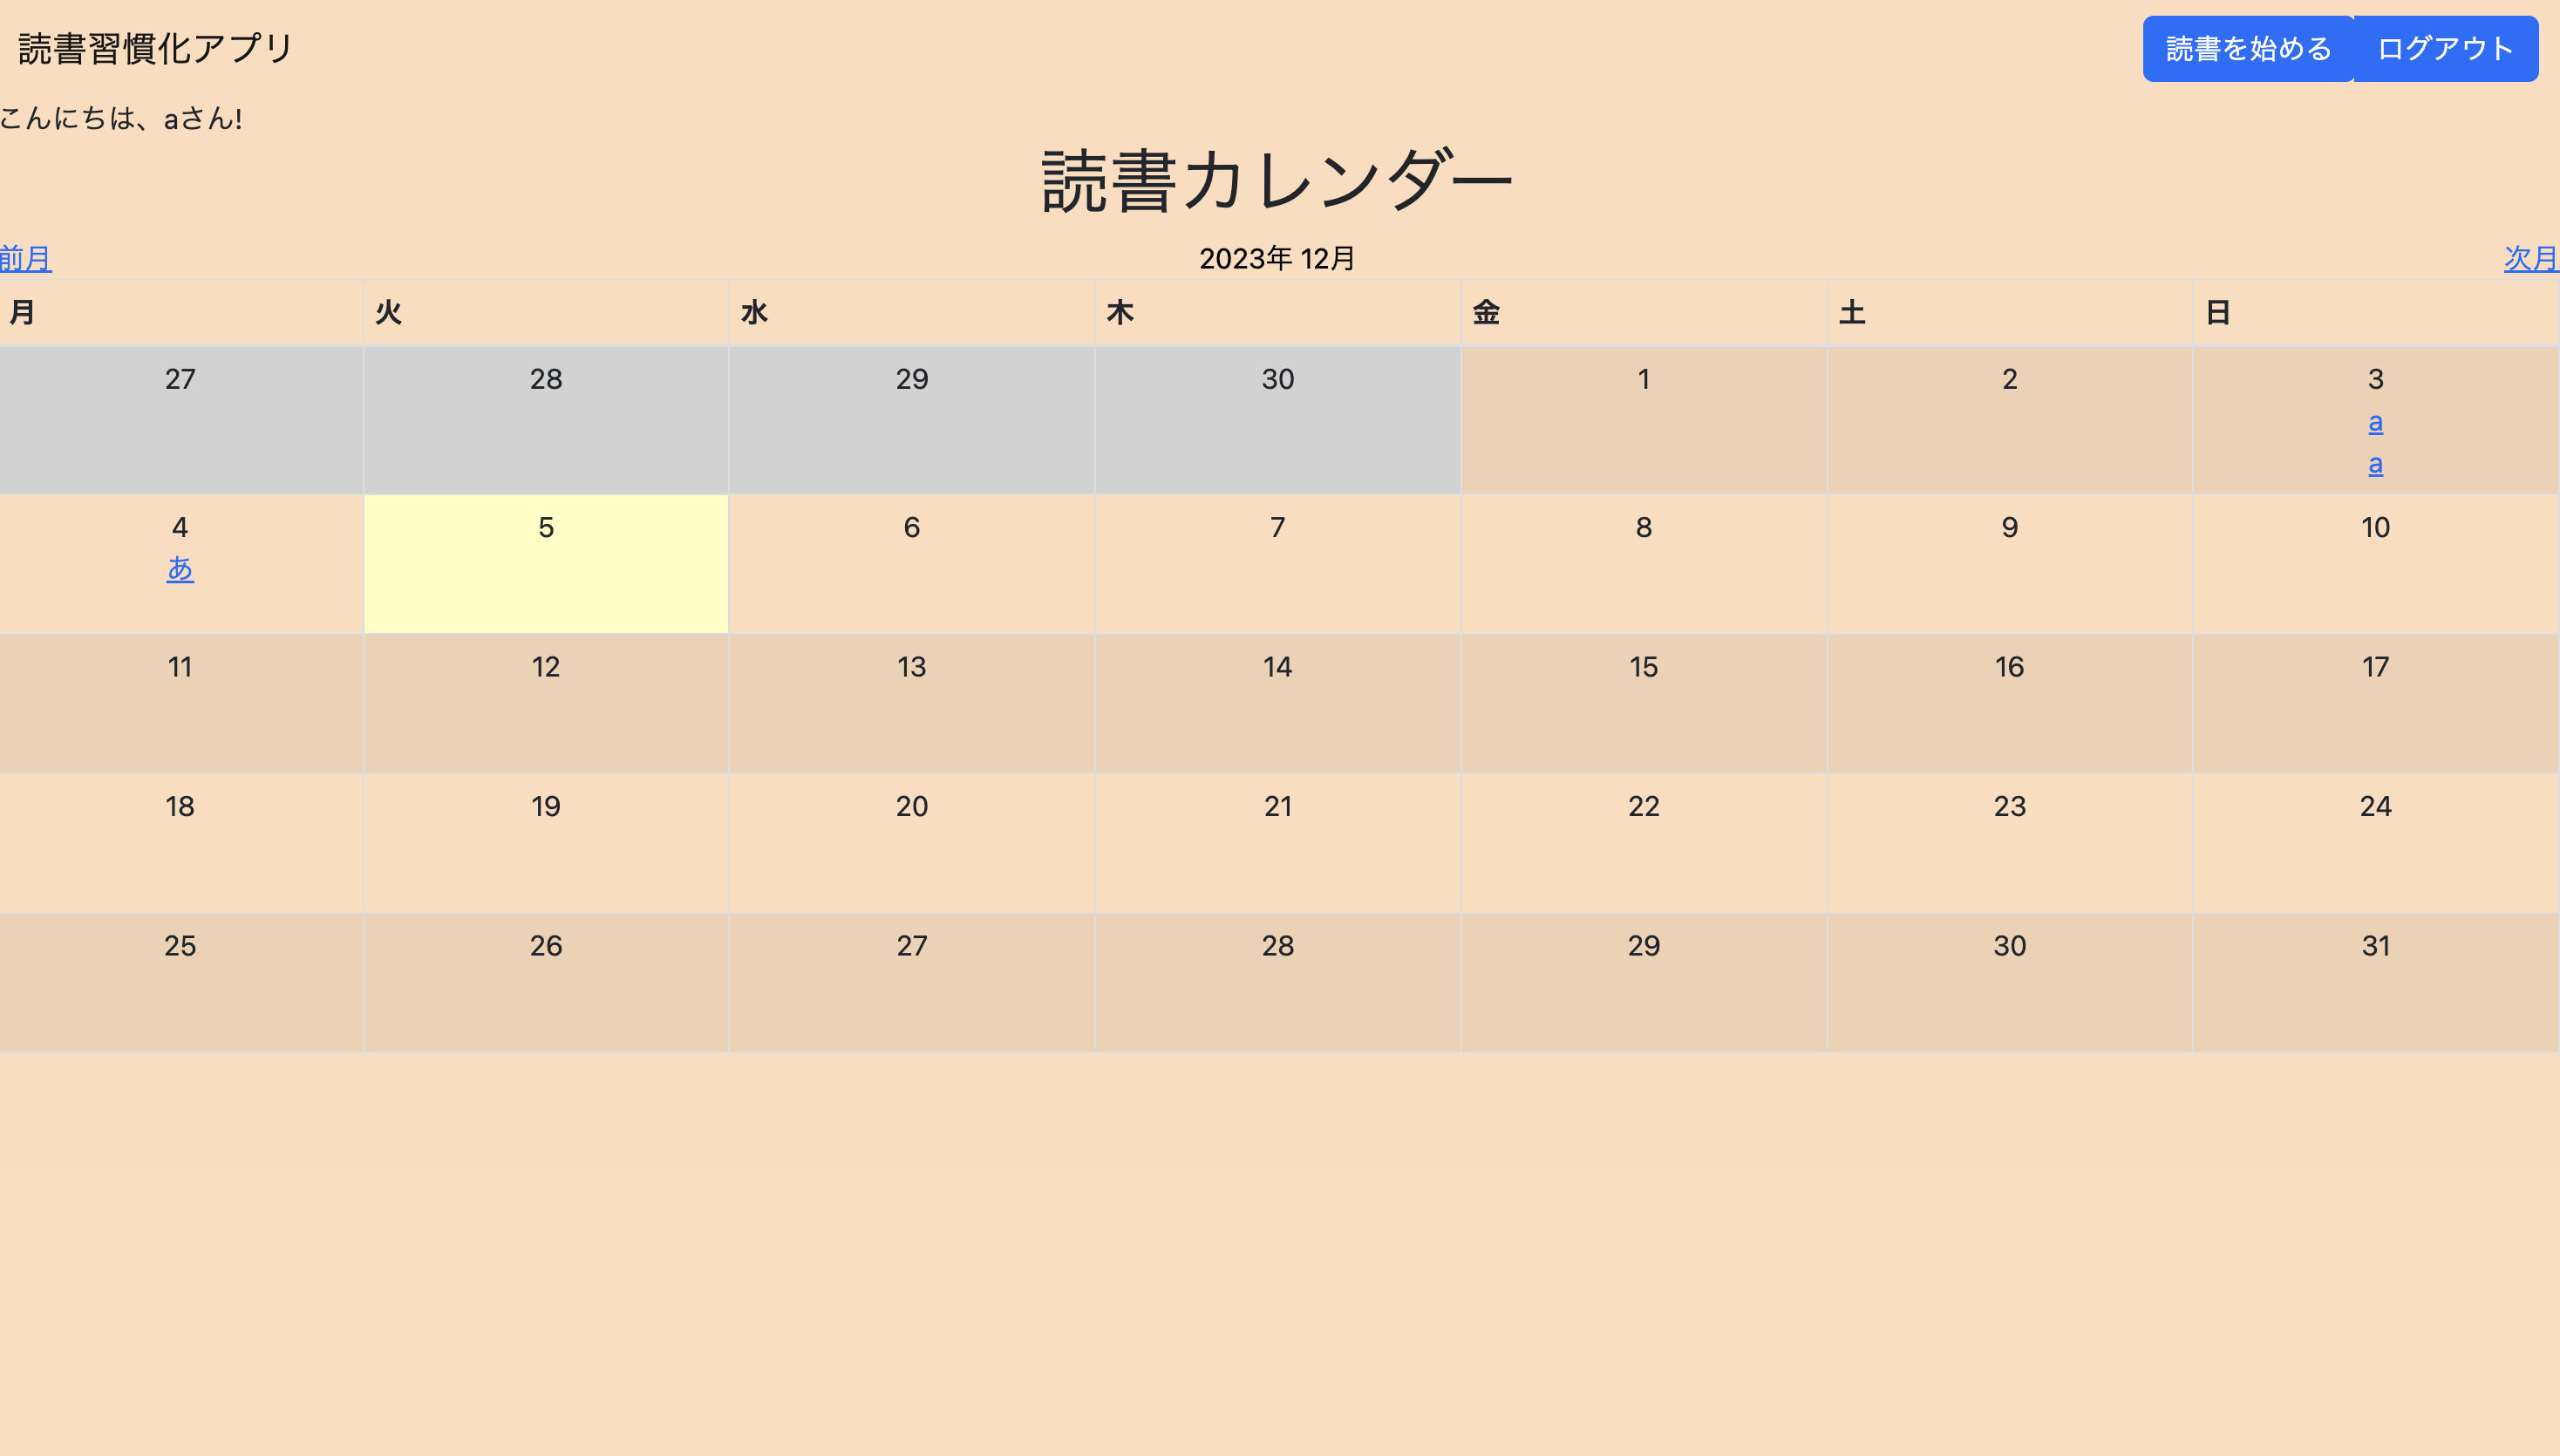 読書習慣化アプリ 読書を始める ログアウト
こんにちは、aさん!
読書カレンダー
前月 2023年 12月 次月
月 火 水 木 金 土 日
27 28 29 30 1 2 3
a
a
4 5 6 7 8 9 10
あ
11 12 13 14 15 16 17
18 19 20 21 22 23 24
25 26 27 28 29 30 31